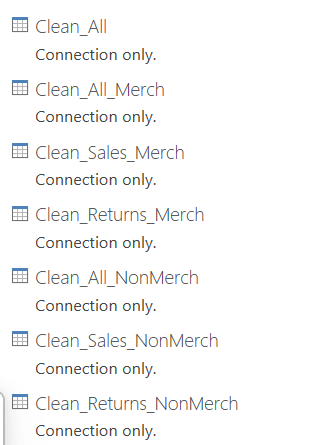 Clean_All
Connection only.
Clean_All_Merch
Connection only.
Clean_Sales_Merch
Connection only.
Clean_Returns_Merch
Connection only.
Clean_All_NonMerch
Connection only.
Clean_Sales_NonMerch
Connection only.
Clean_Returns_NonMerch
Connection only.